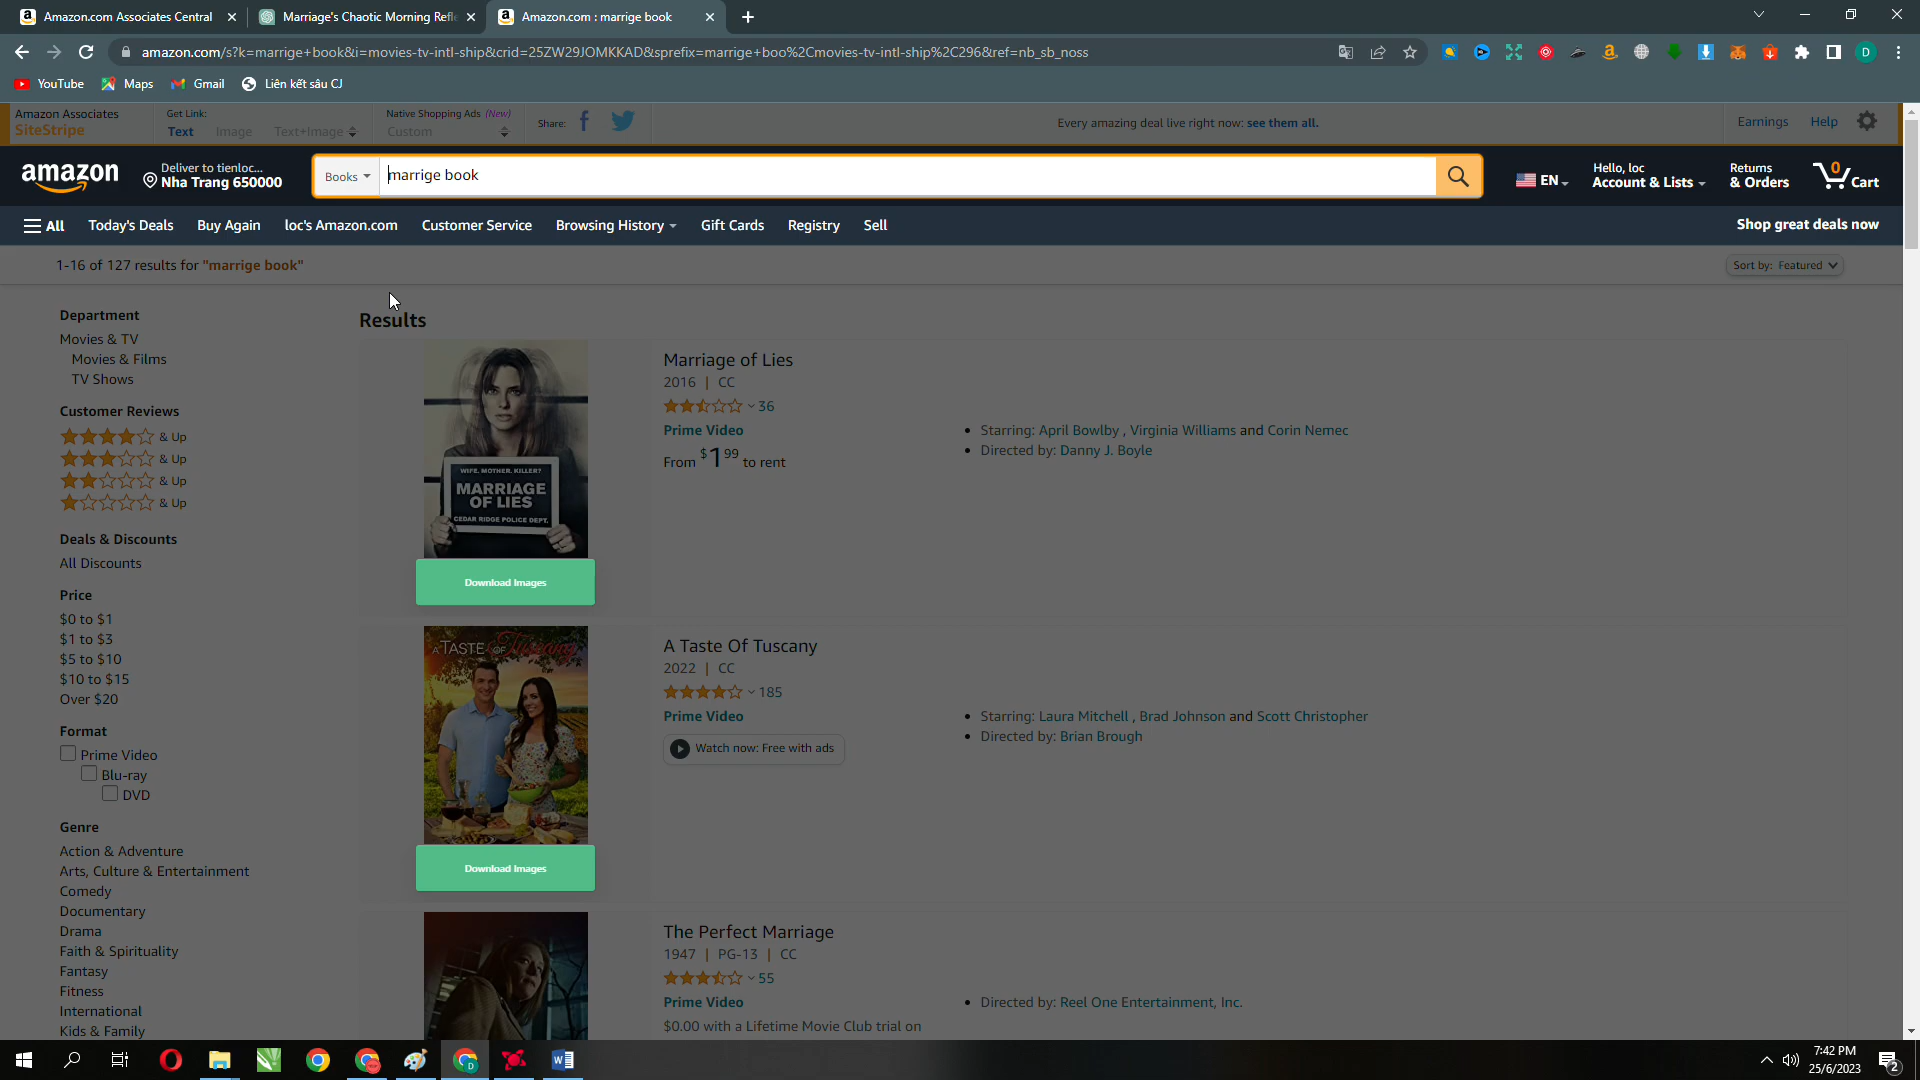 Amazon.com Associates Central
Marriage's Chaotic Morning Refle
Amazon.com : marrige book
amazon.com/s?k=marrige+book&i=movies-tv-intl-ship&crid=25ZW29JOMKKAD&sprefix=marrige+boo%2Cmovies-tv-intl-ship%2C296&ref=nb_sb_noss
D
YouTube Maps Gmail Liên kết sâu CJ
Amazon Associates
SiteStripe
Get Link:
Text Image Text+Image
Native Shopping Ads (New)
Custom
Share:
Every amazing deal live right now: see them all.
Earnings Help
amazon
Deliver to tienloc...
Nha Trang 650000
Books
marrige book
EN
Hello, loc
Account & Lists
Returns
& Orders
0
Cart
All Today's Deals Buy Again loc's Amazon.com Customer Service Browsing History Gift Cards Registry Sell
Shop great deals now
1-16 of 127 results for "marrige book"
Sort by: Featured
Department
Movies & TV
Movies & Films
TV Shows
Customer Reviews
& Up
& Up
& Up
& Up
Deals & Discounts
All Discounts
Price
$0 to $1
$1 to $3
$5 to $10
$10 to $15
Over $20
Format
Prime Video
Blu-ray
DVD
Genre
Action & Adventure
Arts, Culture & Entertainment
Comedy
Documentary
Drama
Faith & Spirituality
Fantasy
Fitness
International
Kids & Family
Results
WIFE. MOTHER. KILLER?
MARRIAGE
OF LIES
CEDAR RIDGE POLICE DEPT.
Download Images
Marriage of Lies
2016 | CC
36
Prime Video
From $1.99 to rent
Starring: April Bowlby , Virginia Williams and Corin Nemec
Directed by: Danny J. Boyle
A TASTE OF Tuscany
Download Images
A Taste Of Tuscany
2022 | CC
185
Prime Video
Watch now: Free with ads
Starring: Laura Mitchell , Brad Johnson and Scott Christopher
Directed by: Brian Brough
The Perfect Marriage
1947 | PG-13 | CC
55
Prime Video
$0.00 with a Lifetime Movie Club trial on
Directed by: Reel One Entertainment, Inc.
7:42 PM
25/6/2023
2